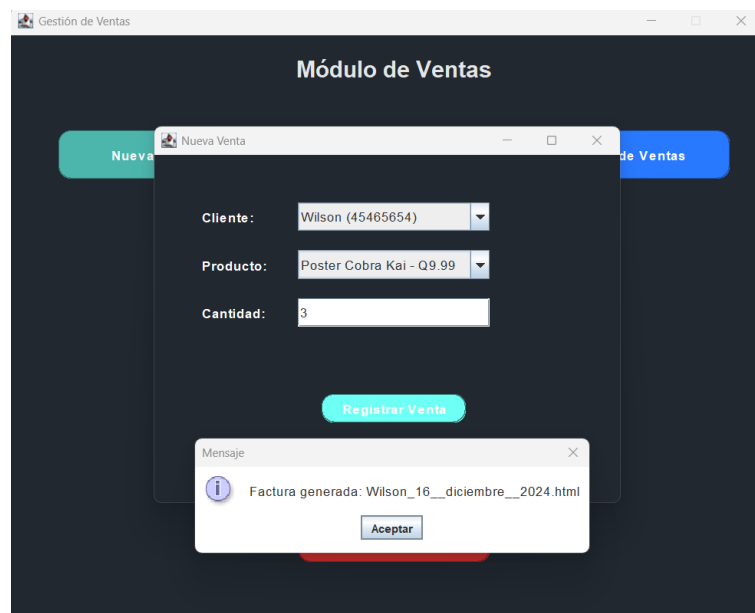 Gestión de Ventas
Módulo de Ventas
Nueva
de Ventas
Nueva Venta
Cliente:
Wilson (45465654)
Producto:
Poster Cobra Kai - Q9.99
Cantidad:
3
Registrar Venta
Mensaje
Factura generada: Wilson_16__diciembre__2024.html
Aceptar